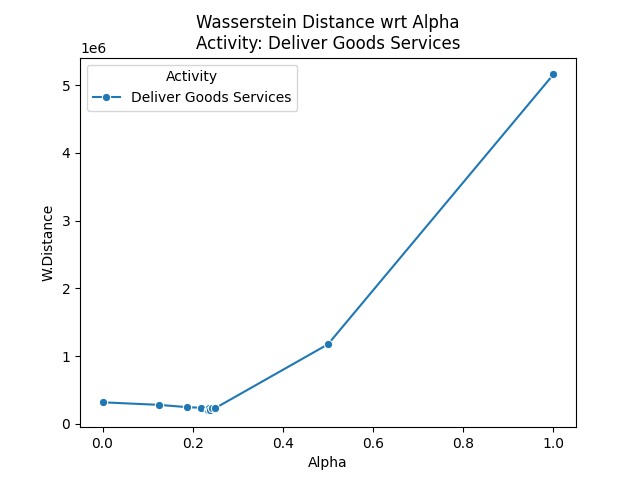 Wasserstein Distance wrt Alpha
Activity: Deliver Goods Services
1e6
Activity
Deliver Goods Services
5
4
3
2
1
0
W.Distance
0.0 0.2 0.4 0.6 0.8 1.0
Alpha